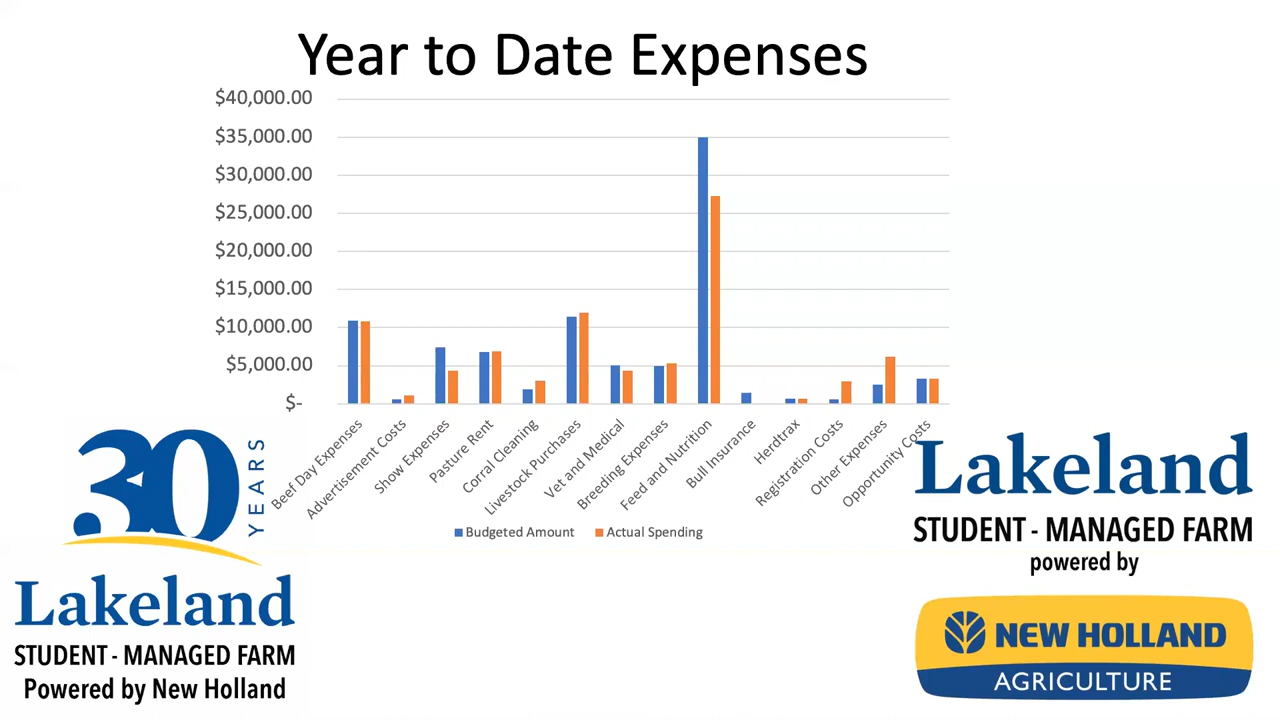 Year to Date Expenses
$40,000.00
$35,000.00
$30,000.00
$25,000.00
$20,000.00
$15,000.00
$10,000.00
$5,000.00
$-
Beef Day Expenses
Advertisement Costs
Show Expenses
Pasture Rent
Corral Cleaning
Livestock Purchases
Vet and Medical
Breeding Expenses
Feed and Nutrition
Bull Insurance
Herdtrax
Registration Costs
Other Expenses
Opportunity Costs
Budgeted Amount
Actual Spending
30 YEARS
Lakeland
STUDENT - MANAGED FARM
Powered by New Holland
Lakeland
STUDENT - MANAGED FARM
powered by
NEW HOLLAND
AGRICULTURE